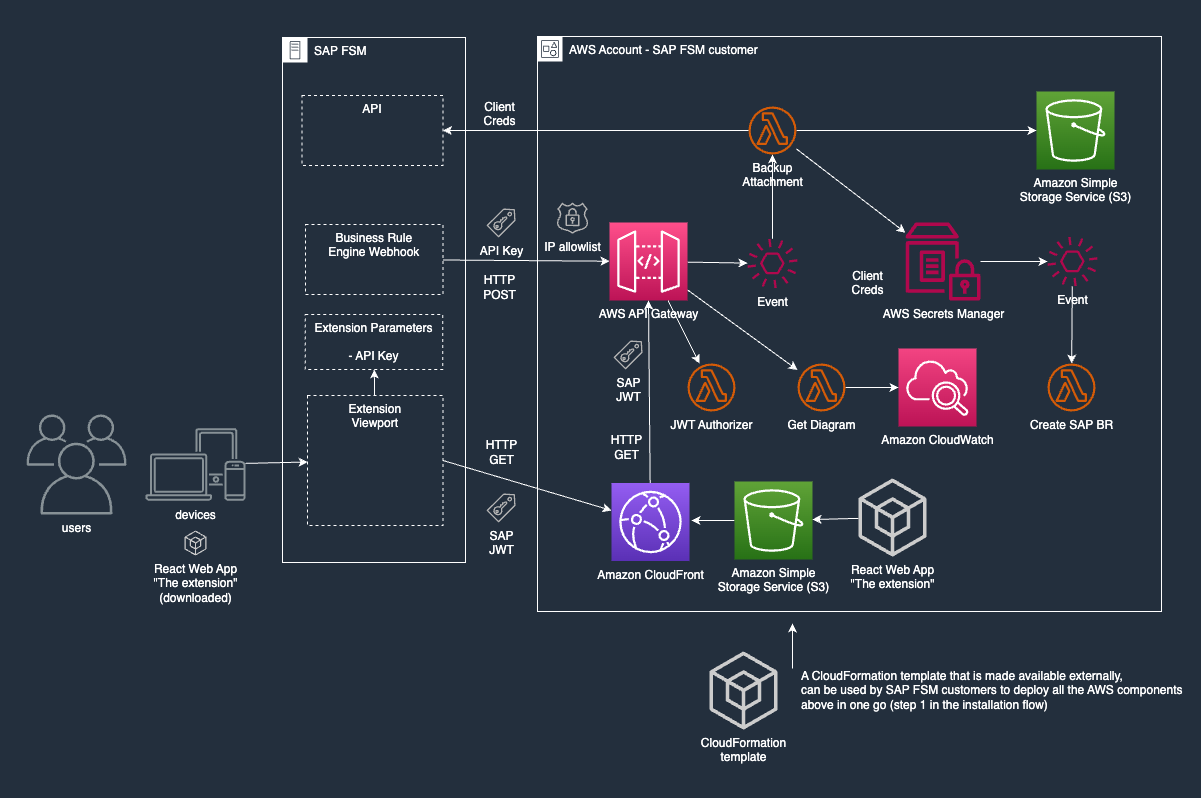 SAP FSM
AWS Account - SAP FSM customer
API
Client
Creds
Backup
Attachment
Amazon Simple
Storage Service (S3)
Business Rule
Engine Webhook
API Key
IP allowlist
HTTP
POST
AWS API Gateway
Event
Client
Creds
AWS Secrets Manager
Event
Extension Parameters
- API Key
SAP
JWT
JWT Authorizer
Get Diagram
Amazon CloudWatch
Create SAP BR
Extension
Viewport
HTTP
GET
HTTP
GET
SAP
JWT
users
devices
React Web App
"The extension"
(downloaded)
Amazon CloudFront
Amazon Simple
Storage Service (S3)
React Web App
"The extension"
A CloudFormation template that is made available externally,
can be used by SAP FSM customers to deploy all the AWS components
above in one go (step 1 in the installation flow)
CloudFormation
template